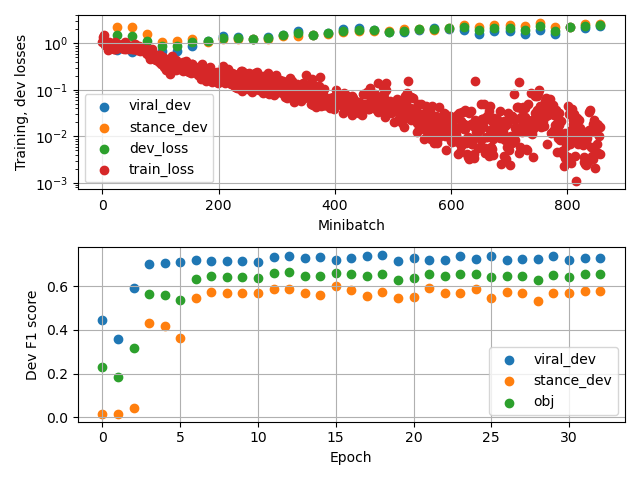 Training, dev losses
10⁰
10⁻¹
10⁻²
10⁻³
viral_dev
stance_dev
dev_loss
train_loss
0 200 400 600 800
Minibatch
Dev F1 score
0.6
0.4
0.2
0.0
viral_dev
stance_dev
obj
0 5 10 15 20 25 30
Epoch